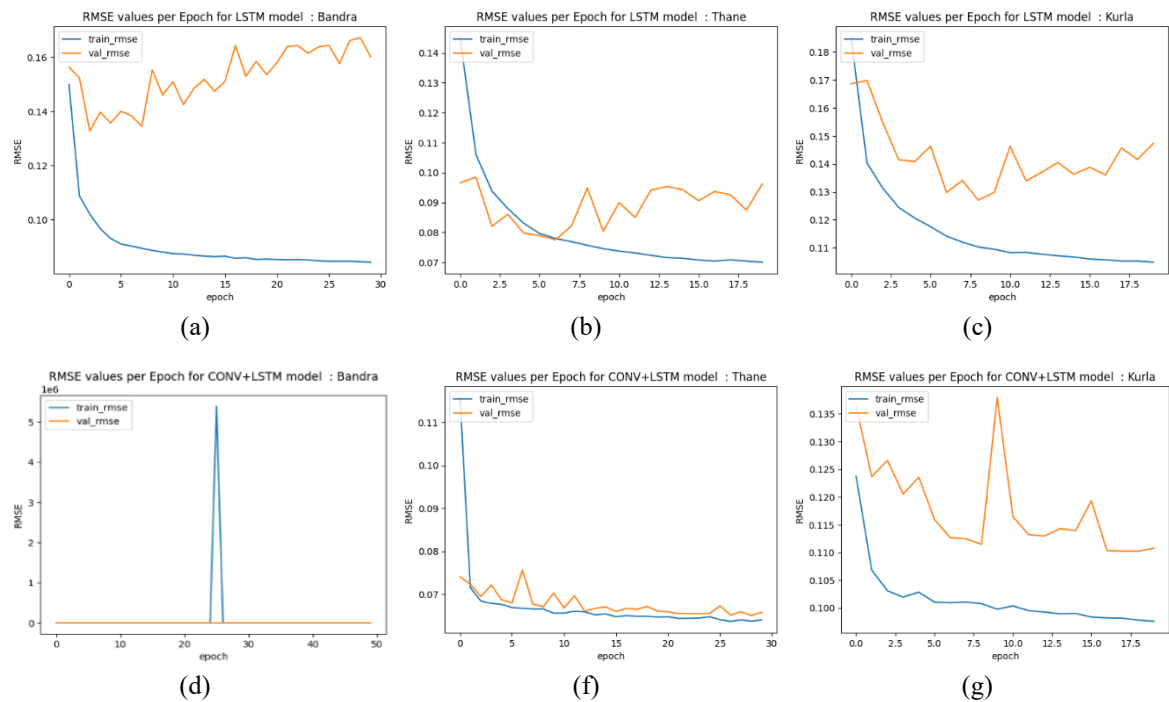 RMSE values per Epoch for LSTM model : Bandra
train_rmse
val_rmse
0.16
0.14
0.12
0.10
RMSE
0 5 10 15 20 25 30
epoch
(a)
RMSE values per Epoch for LSTM model : Thane
train_rmse
val_rmse
0.14
0.13
0.12
0.11
0.10
0.09
0.08
0.07
RMSE
0.0 2.5 5.0 7.5 10.0 12.5 15.0 17.5
epoch
(b)
RMSE values per Epoch for LSTM model : Kurla
train_rmse
val_rmse
0.18
0.17
0.16
0.15
0.14
0.13
0.12
0.11
RMSE
0.0 2.5 5.0 7.5 10.0 12.5 15.0 17.5
epoch
(c)
RMSE values per Epoch for CONV+LSTM model : Bandra
1e6
train_rmse
val_rmse
5
4
3
2
1
0
RMSE
0 10 20 30 40 50
epoch
(d)
RMSE values per Epoch for CONV+LSTM model : Thane
train_rmse
val_rmse
0.11
0.10
0.09
0.08
0.07
RMSE
0 5 10 15 20 25 30
epoch
(f)
RMSE values per Epoch for CONV+LSTM model : Kurla
train_rmse
val_rmse
0.135
0.130
0.125
0.120
0.115
0.110
0.105
0.100
RMSE
0.0 2.5 5.0 7.5 10.0 12.5 15.0 17.5
epoch
(g)